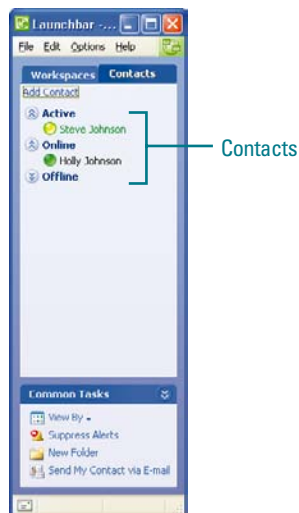 Launchbar -...
File Edit Options Help
Workspaces Contacts
Add Contact
Active
Steve Johnson
Online
Holly Johnson
Offline
Contacts
Common Tasks
View By
Suppress Alerts
New Folder
Send My Contact via E-mail